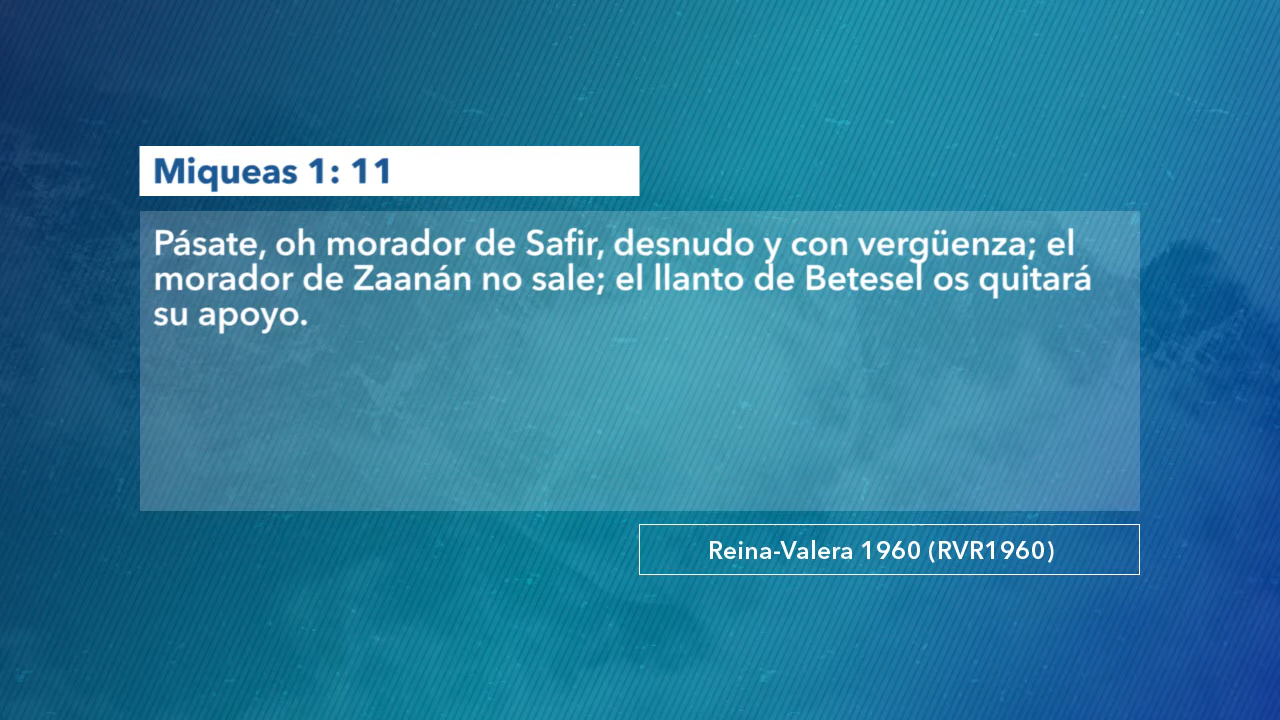 Miqueas 1: 11
Pásate, oh morador de Safir, desnudo y con vergüenza; el
morador de Zaanán no sale; el llanto de Betesel os quitará
su apoyo.
Reina-Valera 1960 (RVR1960)